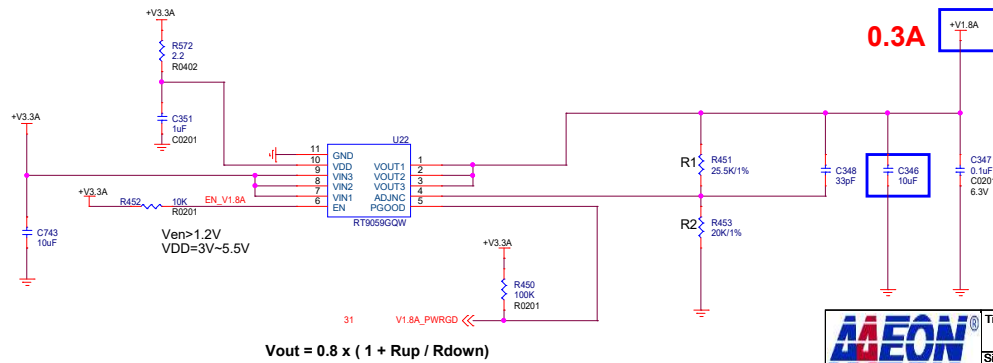 +V3.3A
R572
2.2
R0402
C351
1uF
C0201
+V3.3A
C743
10uF
+V3.3A
R452
10K
R0201
EN_V1.8A
Ven>1.2V
VDD=3V~5.5V
U22
11 GND
10 VDD VOUT1 1
9 VIN3 VOUT2 2
8 VIN2 VOUT3 3
7 VIN1 ADJNC 4
6 EN PGOOD 5
RT9059GQW
+V3.3A
R450
100K
R0201
31 V1.8A_PWRGD
R1
R451
25.5K/1%
R2
R453
20K/1%
C348
33pF
C346
10uF
C347
0.1uF
C0201
6.3V
0.3A
+V1.8A
Vout = 0.8 x ( 1 + Rup / Rdown)
AAEON®